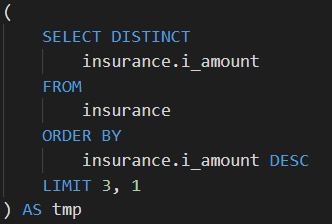 (
    SELECT DISTINCT
        insurance.i_amount
    FROM
        insurance
    ORDER BY
        insurance.i_amount DESC
    LIMIT 3, 1
) AS tmp